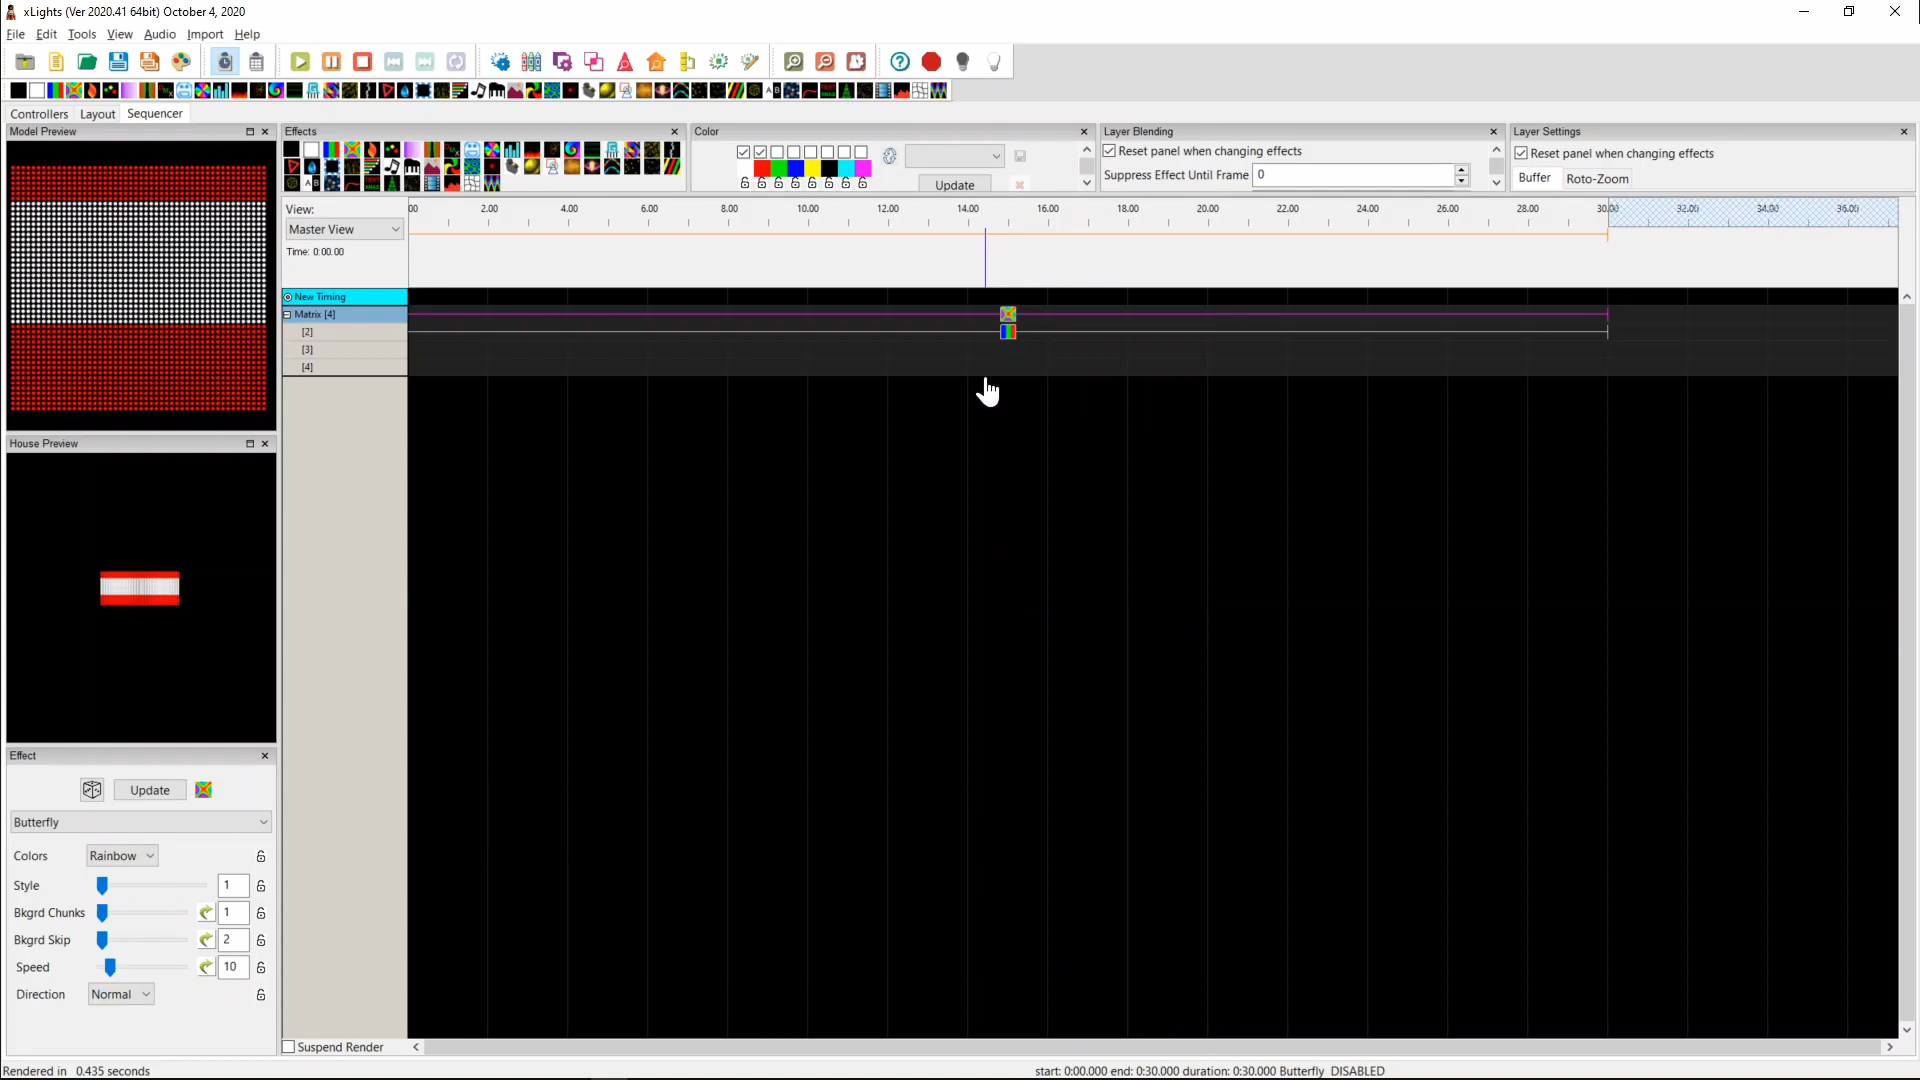 xLights (Ver 2020.41 64bit) October 4, 2020
File Edit Tools View Audio Import Help
Controllers Layout Sequencer
Model Preview
Effects
Color
Layer Blending
Layer Settings
Reset panel when changing effects
Reset panel when changing effects
Suppress Effect Until Frame 0
Buffer Roto-Zoom
Update
View:
Master View
Time: 0:00.00
00 2.00 4.00 6.00 8.00 10.00 12.00 14.00 16.00 18.00 20.00 22.00 24.00 26.00 28.00 30.00 32.00 34.00 36.00
New Timing
Matrix [4]
[2]
[3]
[4]
House Preview
Effect
Update
Butterfly
Colors Rainbow
Style 1
Bkgrd Chunks 1
Bkgrd Skip 2
Speed 10
Direction Normal
Suspend Render
Rendered in 0.435 seconds
start: 0:00.000 end: 0:30.000 duration: 0:30.000 Butterfly DISABLED